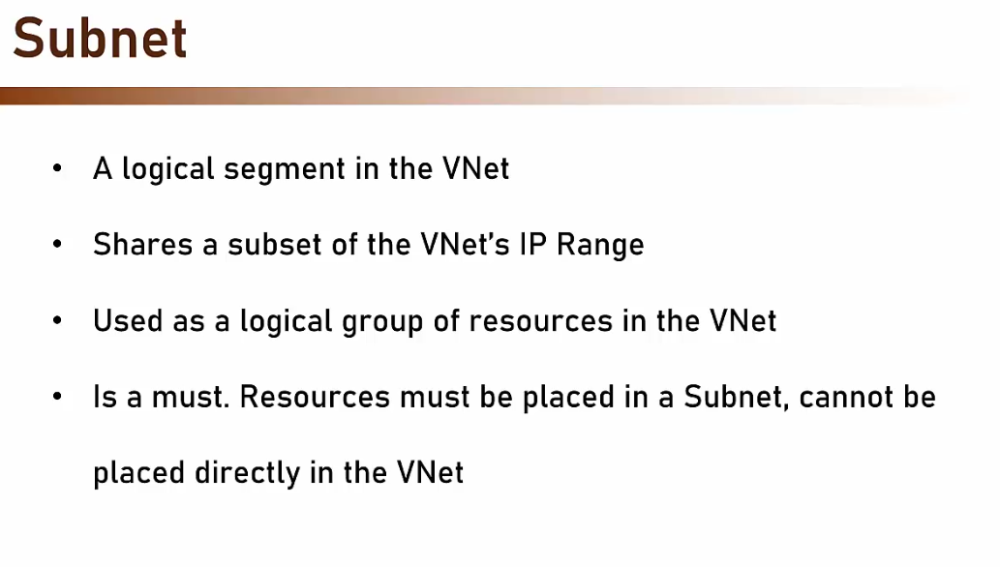 Subnet
• A logical segment in the VNet
• Shares a subset of the VNet's IP Range
• Used as a logical group of resources in the VNet
• Is a must. Resources must be placed in a Subnet, cannot be
placed directly in the VNet